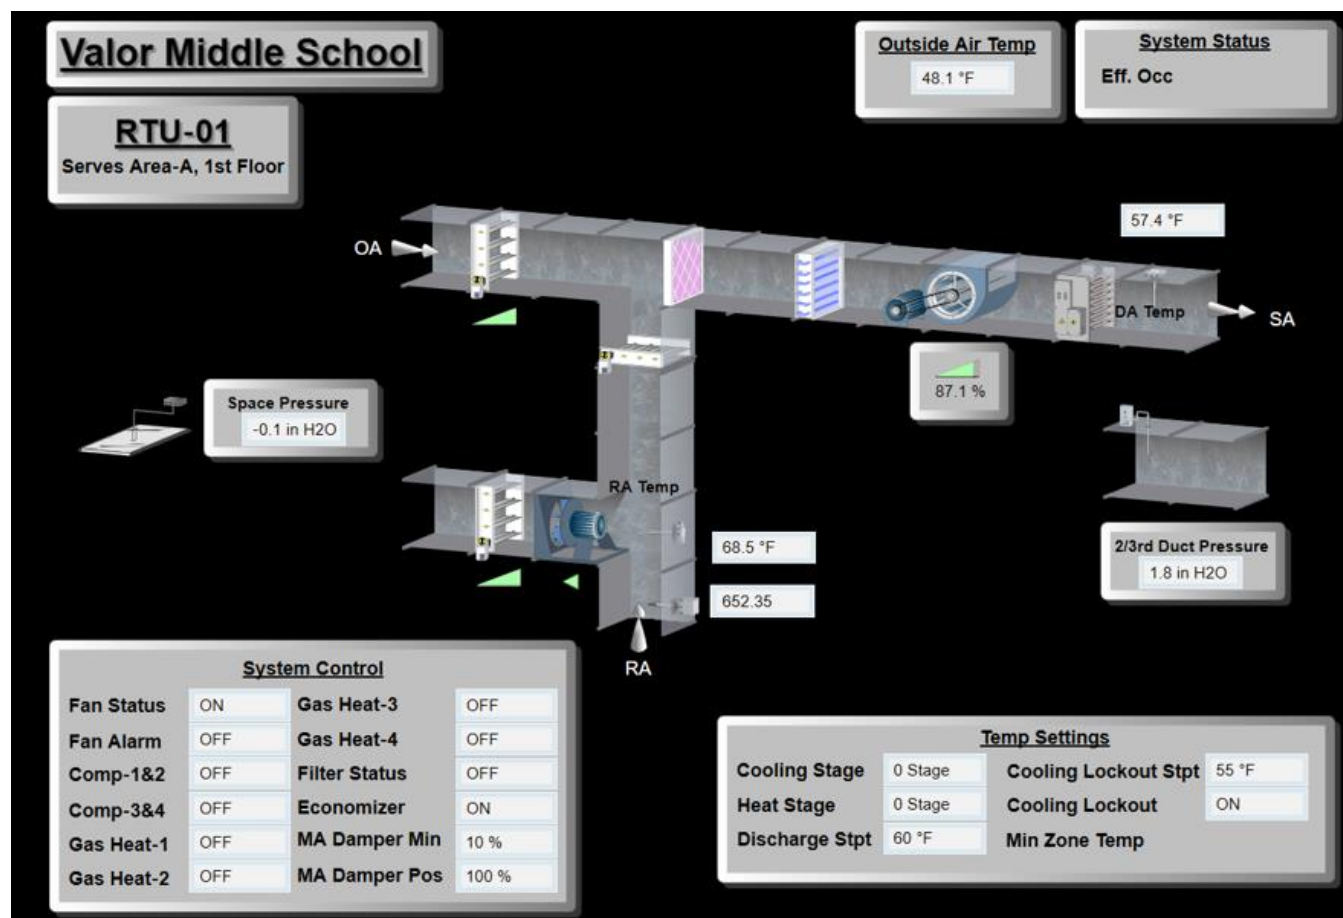 Valor Middle School
Outside Air Temp
48.1 °F
System Status
Eff. Occ
RTU-01
Serves Area-A, 1st Floor
57.4 °F
OA
DA Temp
SA
87.1 %
Space Pressure
-0.1 in H2O
RA Temp
68.5 °F
652.35
RA
2/3rd Duct Pressure
1.8 in H2O
System Control
Fan Status ON Gas Heat-3 OFF
Fan Alarm OFF Gas Heat-4 OFF
Comp-1&2 OFF Filter Status OFF
Comp-3&4 OFF Economizer ON
Gas Heat-1 OFF MA Damper Min 10 %
Gas Heat-2 OFF MA Damper Pos 100 %
Temp Settings
Cooling Stage 0 Stage Cooling Lockout Stpt 55 °F
Heat Stage 0 Stage Cooling Lockout ON
Discharge Stpt 60 °F Min Zone Temp